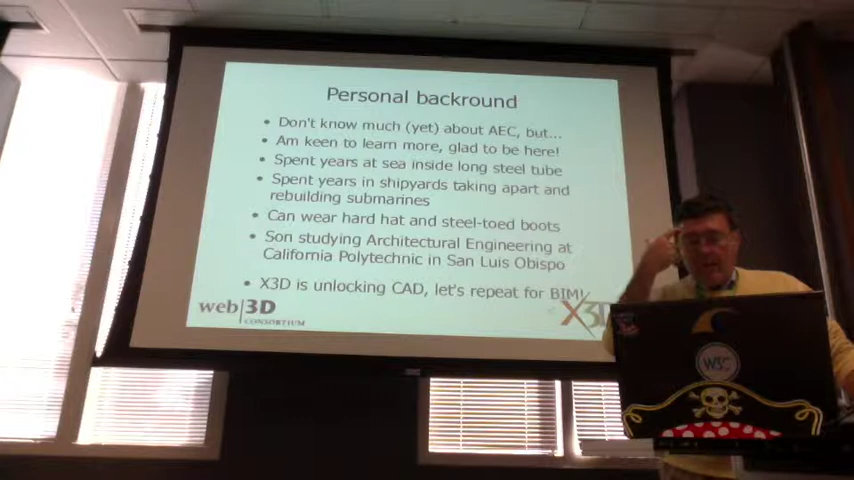 Personal backround
• Don't know much (yet) about AEC, but...
• Am keen to learn more, glad to be here!
• Spent years at sea inside long steel tube
• Spent years in shipyards taking apart and
rebuilding submarines
• Can wear hard hat and steel-toed boots
• Son studying Architectural Engineering at
California Polytechnic in San Luis Obispo
• X3D is unlocking CAD, let's repeat for BIM!
web|3D
CONSORTIUM
X3D
W3C